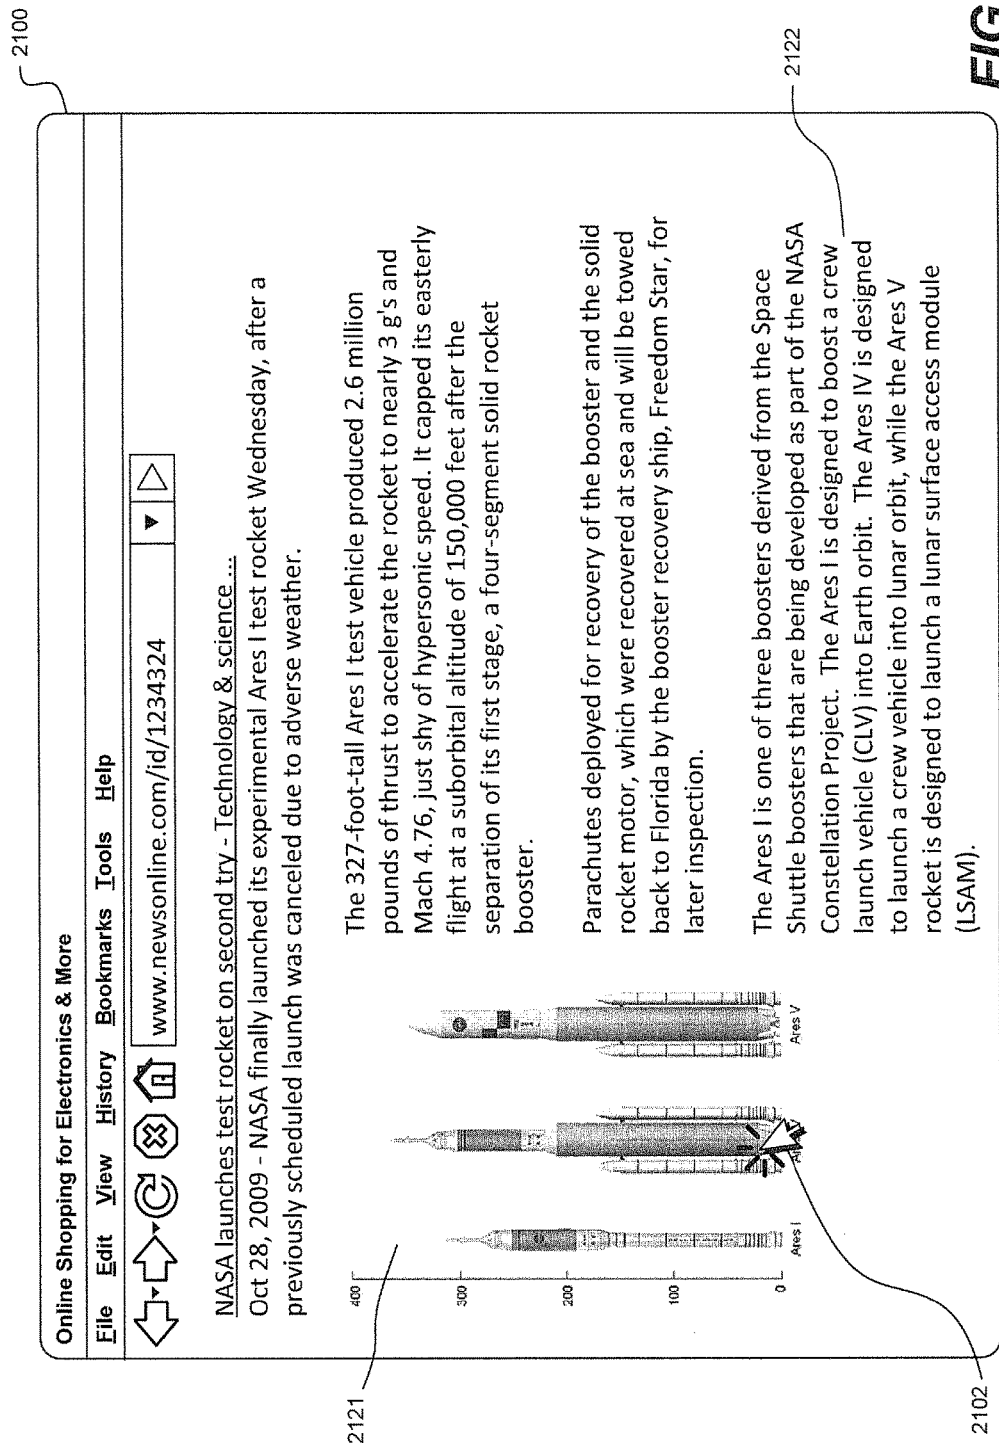 2100
Online Shopping for Electronics & More
File Edit View History Bookmarks Tools Help
www.newsonline.com/id/1234324
NASA launches test rocket on second try - Technology & science ...
Oct 28, 2009 - NASA finally launched its experimental Ares I test rocket Wednesday, after a
previously scheduled launch was canceled due to adverse weather.
The 327-foot-tall Ares I test vehicle produced 2.6 million
pounds of thrust to accelerate the rocket to nearly 3 g's and
Mach 4.76, just shy of hypersonic speed. It capped its easterly
flight at a suborbital altitude of 150,000 feet after the
separation of its first stage, a four-segment solid rocket
booster.
Parachutes deployed for recovery of the booster and the solid
rocket motor, which were recovered at sea and will be towed
back to Florida by the booster recovery ship, Freedom Star, for
later inspection.
The Ares I is one of three boosters derived from the Space
Shuttle boosters that are being developed as part of the NASA
Constellation Project. The Ares I is designed to boost a crew
launch vehicle (CLV) into Earth orbit. The Ares IV is designed
to launch a crew vehicle into lunar orbit, while the Ares V
rocket is designed to launch a lunar surface access module
(LSAM).
2121
400
300
200
100
0
Ares I
Ares V
2102
2122
FIG